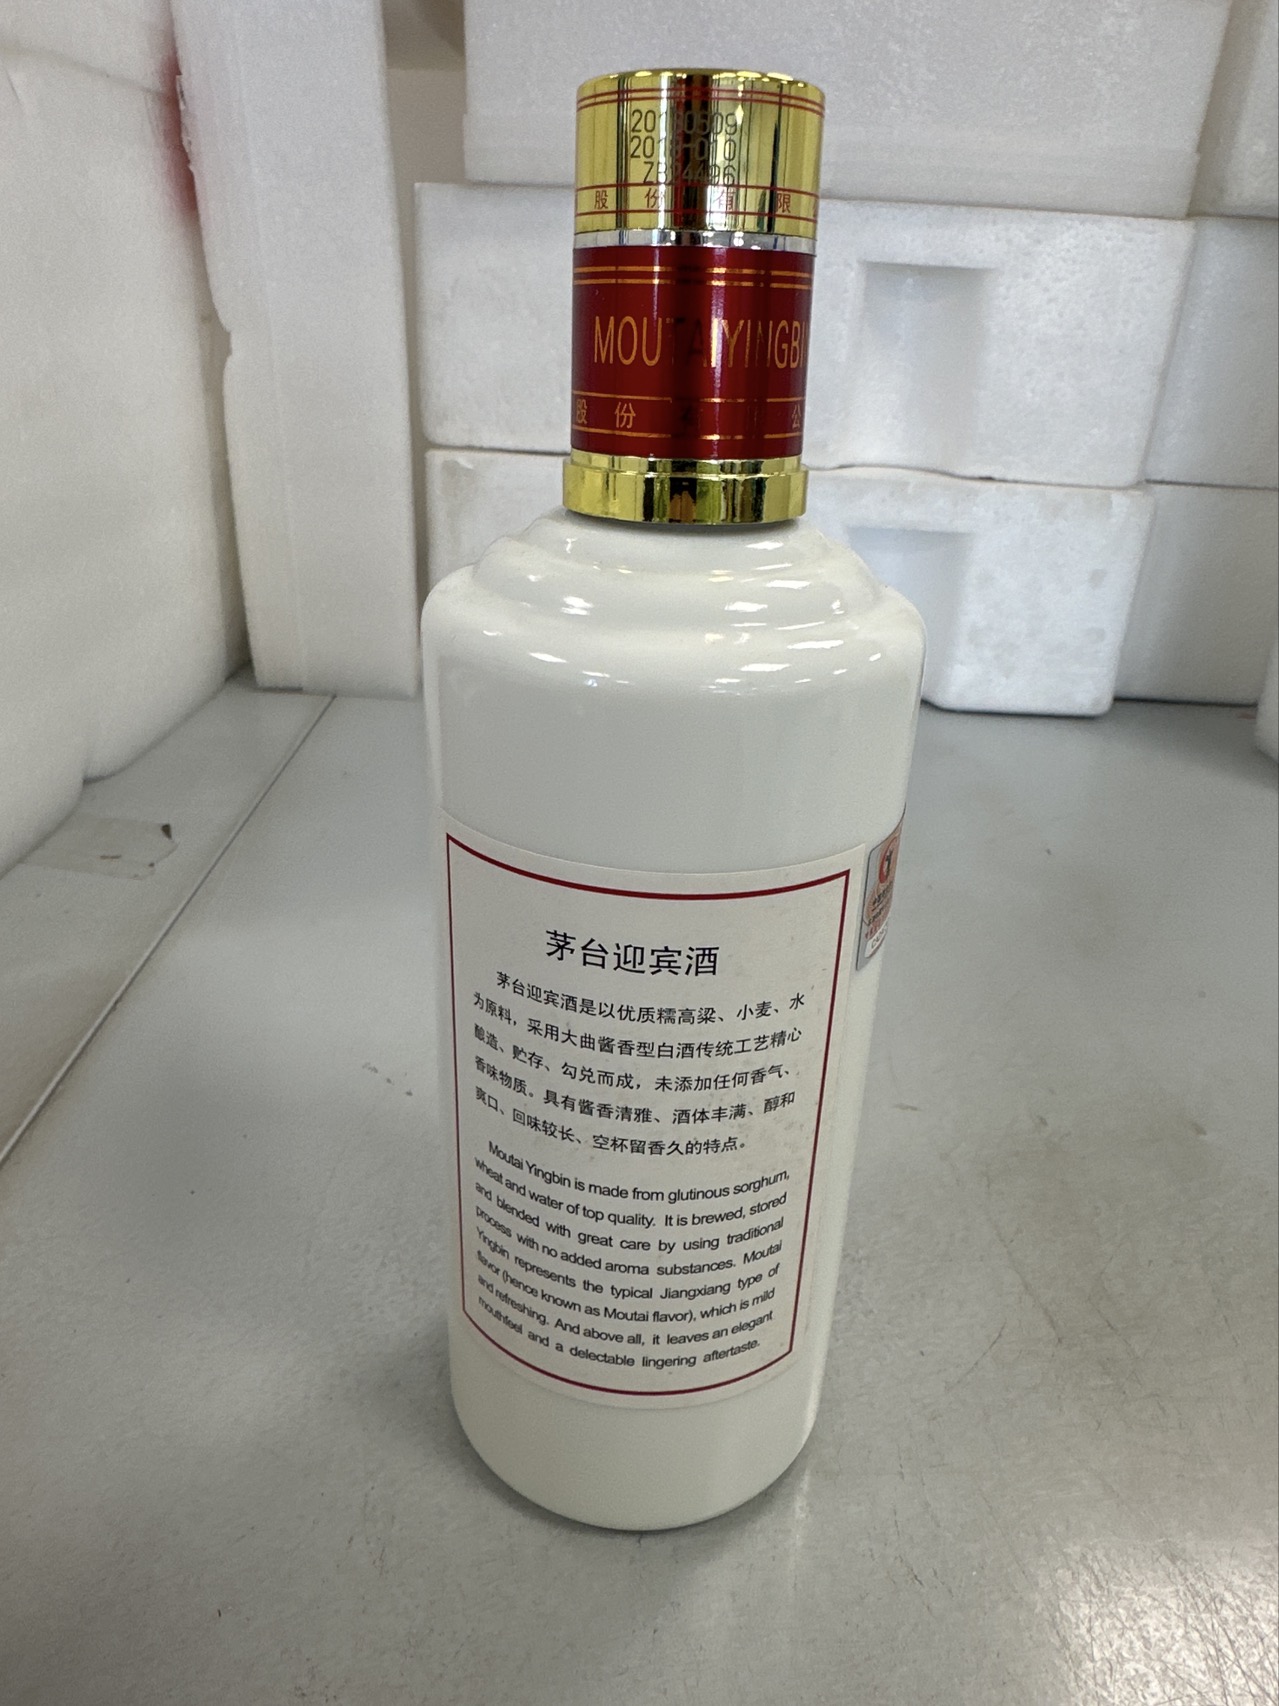 ZB24496
股 份 有 限
MOUTAIYINGBI
股 份 有 公
茅台迎宾酒
茅台迎宾酒是以优质糯高粱、小麦、水
为原料，采用大曲酱香型白酒传统工艺精心
酿造、贮存、勾兑而成，未添加任何香气、
香味物质。具有酱香清雅、酒体丰满、醇和
爽口、回味较长、空杯留香久的特点。
Moutai Yingbin is made from glutinous sorghum,
wheat and water of top quality. It is brewed, stored
and blended with great care by using traditional
process with no added aroma substances. Moutai
Yingbin represents the typical Jiangxiang type of
flavor (hence known as Moutai flavor), which is mild
and refreshing. And above all, it leaves an elegant
mouthfeel and a delectable lingering aftertaste.